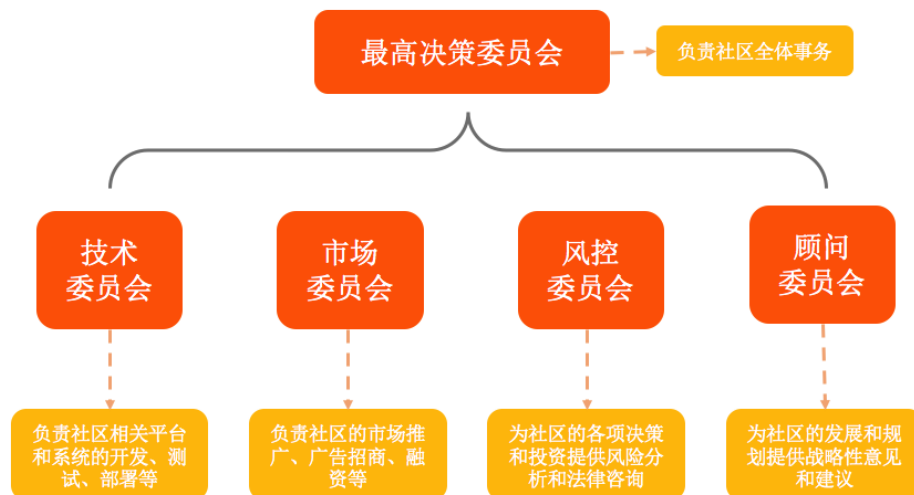 最高决策委员会
负责社区全体事务
技术
委员会
市场
委员会
风控
委员会
顾问
委员会
负责社区相关平台
和系统的开发、测
试、部署等
负责社区的市场推
广、广告招商、融
资等
为社区的各项决策
和投资提供风险分
析和法律咨询
为社区的发展和规
划提供战略性意见
和建议